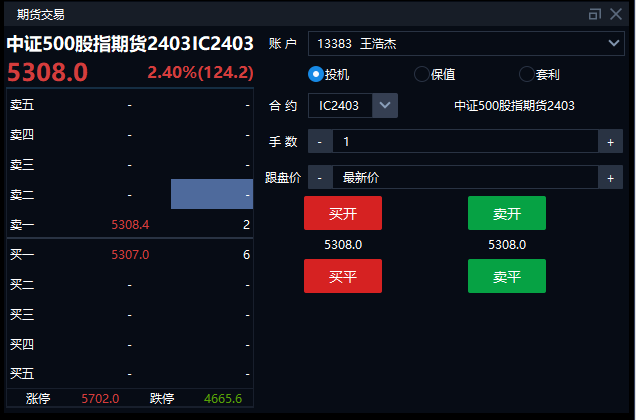 期货交易
中证500股指期货2403IC2403
5308.0 2.40%(124.2)
卖五 - -
卖四 - -
卖三 - -
卖二 - -
卖一 5308.4 2
买一 5307.0 6
买二 - -
买三 - -
买四 - -
买五 - -
涨停 5702.0 跌停 4665.6
账户 13383 王浩杰
投机 保值 套利
合约 IC2403 中证500股指期货2403
手数 - 1 +
跟盘价 - 最新价 +
买开 卖开
5308.0 5308.0
买平 卖平